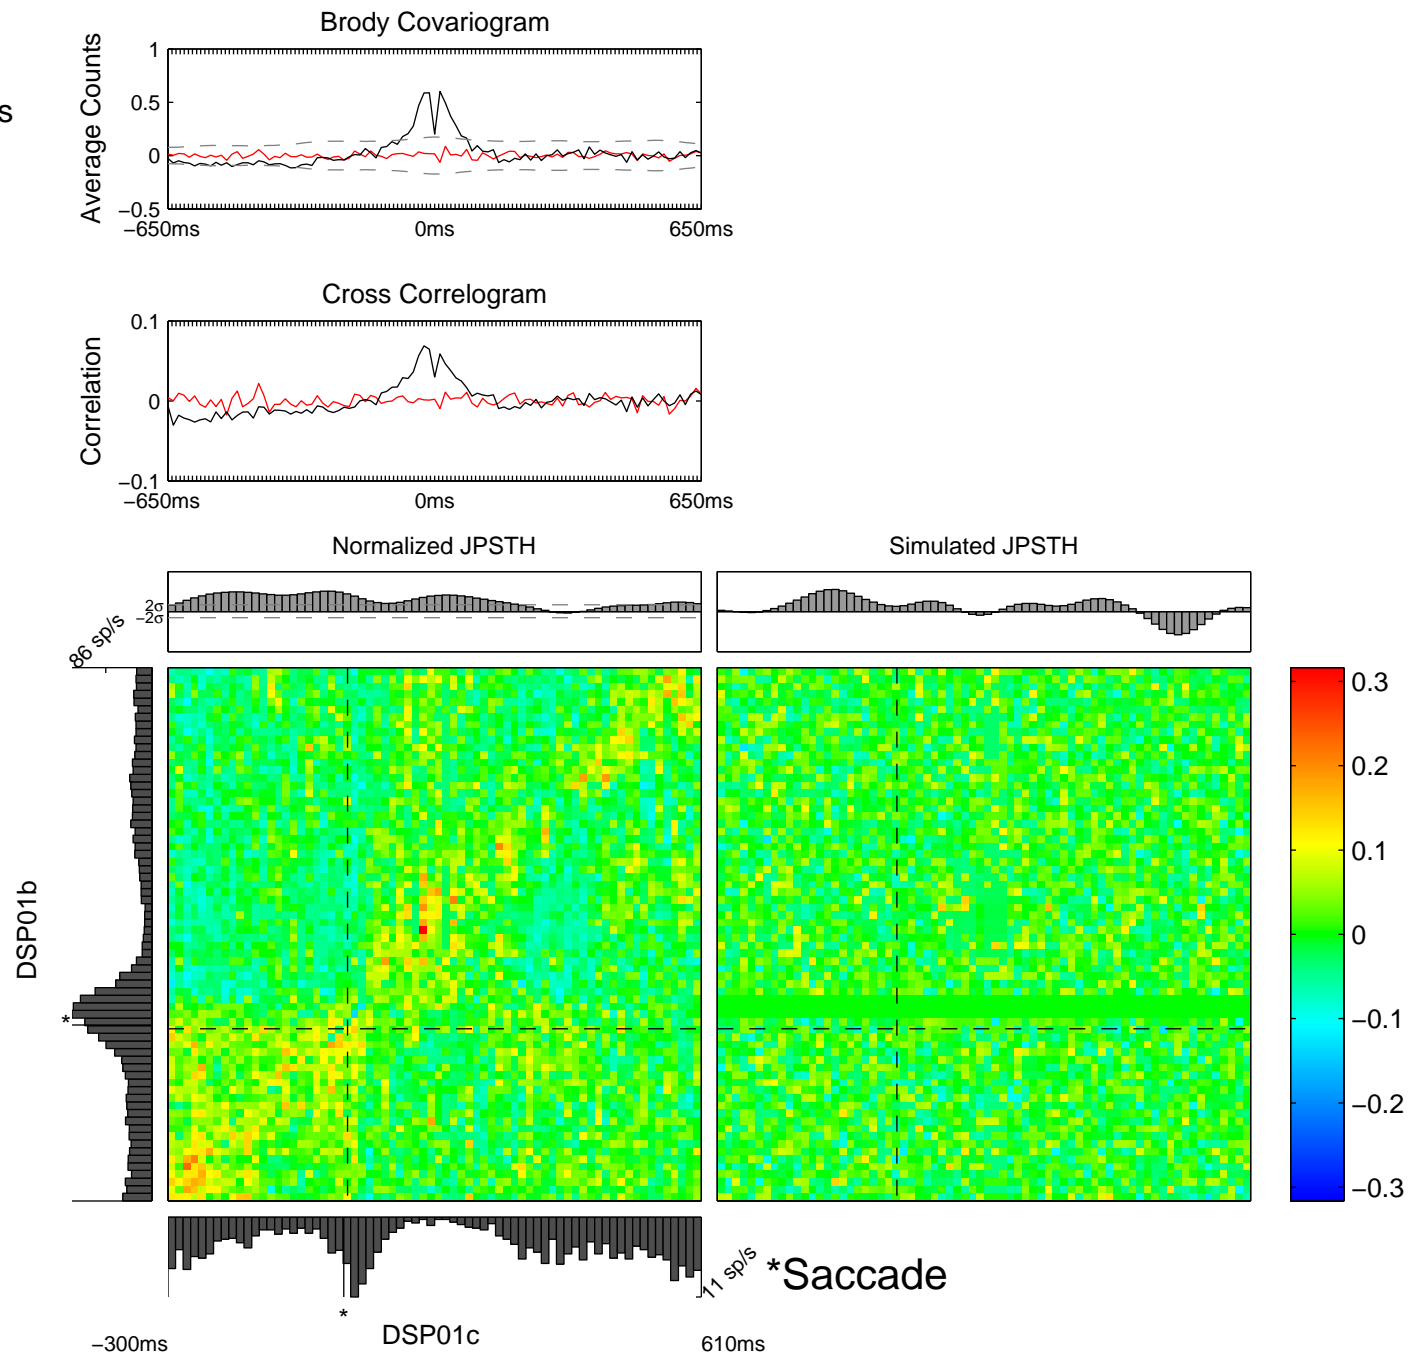 Brody Covariogram
s
Average Counts
1
0.5
0
−0.5
−650ms
0ms
650ms
Cross Correlogram
Correlation
0.1
0
−0.1
−650ms
0ms
650ms
Normalized JPSTH
Simulated JPSTH
2σ
−2σ
86 sp/s
DSP01b
*
0.3
0.2
0.1
0
−0.1
−0.2
−0.3
11 sp/s
*Saccade
*
DSP01c
−300ms
610ms